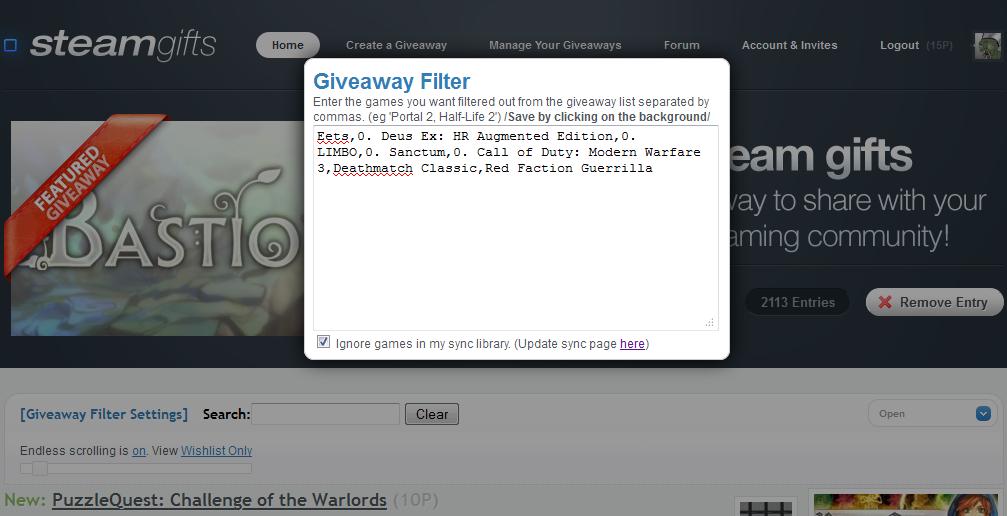 steamgifts
Home
Create a Giveaway
Manage Your Giveaways
Forum
Account & Invites
Logout (15P)
Giveaway Filter
Enter the games you want filtered out from the giveaway list separated by
commas. (eg 'Portal 2, Half-Life 2') /Save by clicking on the background/
Eets,0. Deus Ex: HR Augmented Edition,0.
LIMBO,0. Sanctum,0. Call of Duty: Modern Warfare
3,Deathmatch Classic,Red Faction Guerrilla
Ignore games in my sync library. (Update sync page here)
FEATURED
GIVEAWAY
BASTIO
eam gifts
way to share with your
aming community!
2113 Entries
Remove Entry
[Giveaway Filter Settings]
Search:
Clear
Open
Endless scrolling is on. View Wishlist Only
New: PuzzleQuest: Challenge of the Warlords (10P)